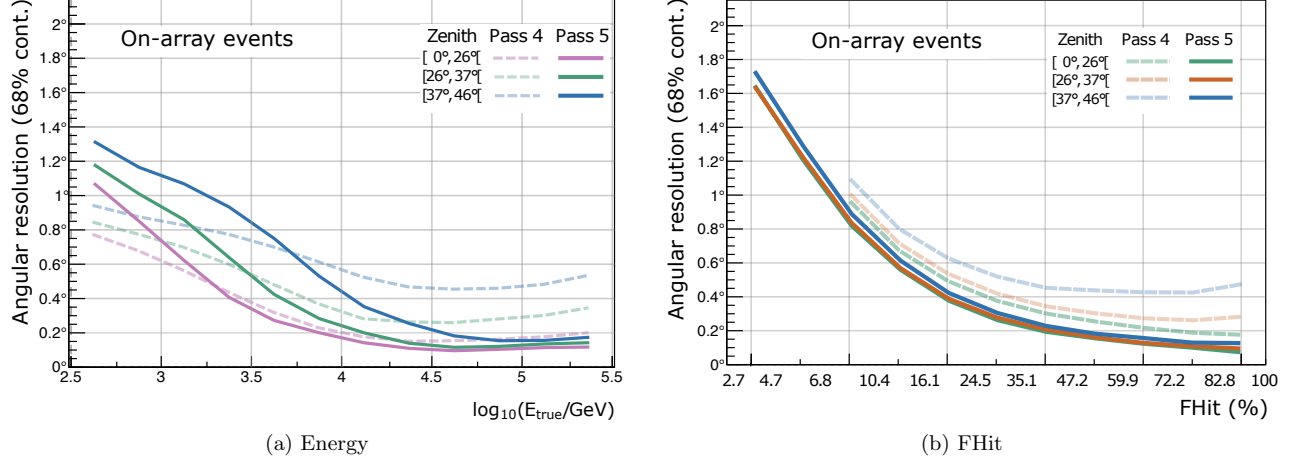 2°
1.8°
1.6°
1.4°
1.2°
1°
0.8°
0.6°
0.4°
0.2°
0°
Angular resolution (68% cont.)
On-array events
Zenith Pass 4 Pass 5
[ 0°,26°[
[26°,37°[
[37°,46°[
2.5 3 3.5 4 4.5 5 5.5
log10(Etrue/GeV)
(a) Energy
2°
1.8°
1.6°
1.4°
1.2°
1°
0.8°
0.6°
0.4°
0.2°
0°
Angular resolution (68% cont.)
On-array events
Zenith Pass 4 Pass 5
[ 0°,26°[
[26°,37°[
[37°,46°[
2.7 4.7 6.8 10.4 16.1 24.5 35.1 47.2 59.9 72.2 82.8 100
FHit (%)
(b) FHit